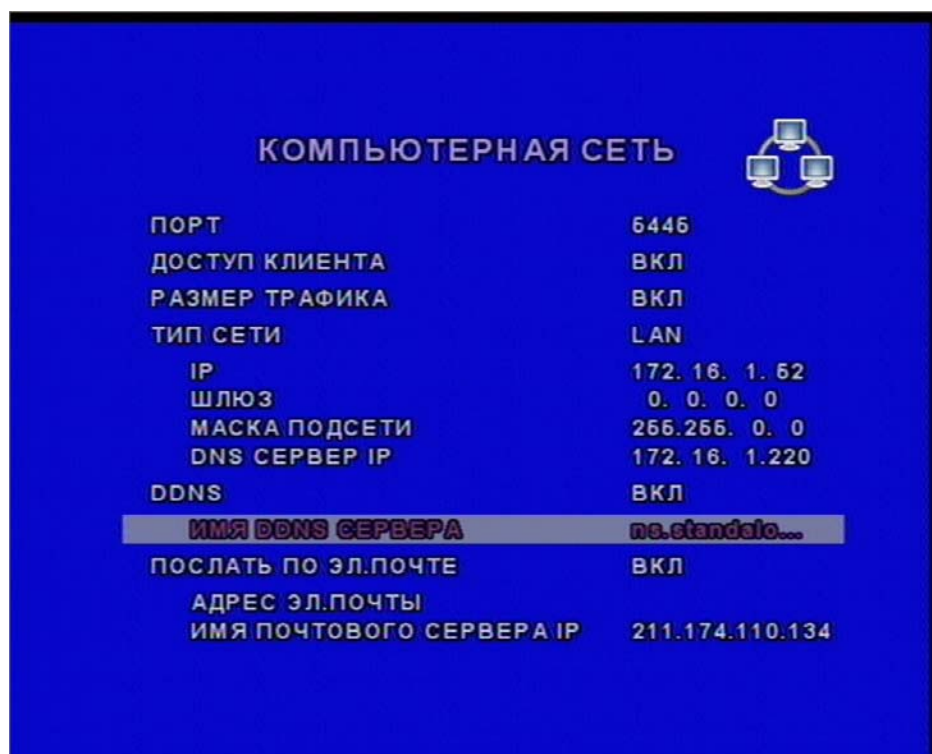 КОМПЬЮТЕРНАЯ СЕТЬ
ПОРТ 5445
ДОСТУП КЛИЕНТА ВКЛ
РАЗМЕР ТРАФИКА ВКЛ
ТИП СЕТИ LAN
IP 172. 16. 1. 52
ШЛЮЗ 0. 0. 0. 0
МАСКА ПОДСЕТИ 255.255. 0. 0
DNS СЕРВЕР IP 172. 16. 1.220
DDNS ВКЛ
ИМЯ DDNS СЕРВЕРА ns.standalo...
ПОСЛАТЬ ПО ЭЛ.ПОЧТЕ ВКЛ
АДРЕС ЭЛ.ПОЧТЫ
ИМЯ ПОЧТОВОГО СЕРВЕРА IP 211.174.110.134